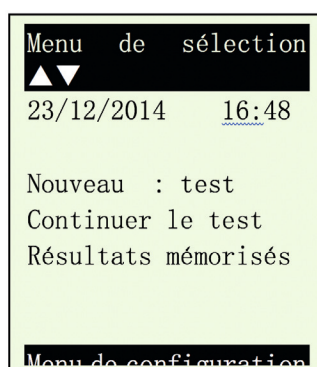 Menu de sélection
▲▼
23/12/2014 16:48
Nouveau : test
Continuer le test
Résultats mémorisés
Menu de configuration